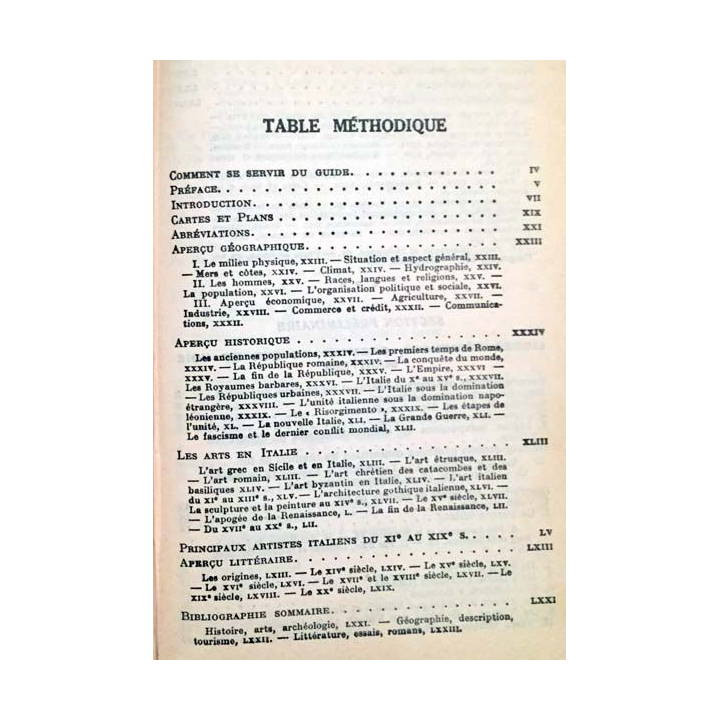 TABLE MÉTHODIQUE
COMMENT SE SERVIR DU GUIDE. . . . . . . . . . . . IV
PRÉFACE. . . . . . . . . . . . . . . . . . . . . V
INTRODUCTION. . . . . . . . . . . . . . . . . . VII
CARTES ET PLANS . . . . . . . . . . . . . . . . XIX
ABRÉVIATIONS. . . . . . . . . . . . . . . . . . XXI
APERÇU GÉOGRAPHIQUE. . . . . . . . . . . . . . XXIII
I. Le milieu physique, XXIII. — Situation et aspect général, XXIII.
— Mers et côtes, XXIV. — Climat, XXIV. — Hydrographie, XXIV.
II. Les hommes, XXV. — Races, langues et religions, XXV. —
La population, XXVI. — L'organisation politique et sociale, XXVI.
III. Aperçu économique, XXVII. — Agriculture, XXVII. —
Industrie, XXVIII. — Commerce et crédit, XXXII. — Communica-
tions, XXXII.
APERÇU HISTORIQUE . . . . . . . . . . . . . . . XXXIV
Les anciennes populations, XXXIV. — Les premiers temps de Rome,
XXXIV. — La République romaine, XXXIV. — La conquête du monde,
XXXV. — La fin de la République, XXXV. — L'Empire, XXXVI —
Les Royaumes barbares, XXXVI. — L'Italie du Xe au XVe s., XXXVII.
— Les Républiques urbaines, XXXVII. — L'Italie sous la domination
étrangère, XXXVIII. — L'unité italienne sous la domination napo-
léonienne, XXXIX. — Le « Risorgimento », XXXIX. — Les étapes de
l'unité, XL. — La nouvelle Italie, XLI. — La Grande Guerre, XLI. —
Le fascisme et le dernier conflit mondial, XLII.
LES ARTS EN ITALIE . . . . . . . . . . . . . . XLIII
L'art grec en Sicile et en Italie, XLIII. — L'art étrusque, XLIII.
— L'art romain, XLIII. — L'art chrétien des catacombes et des
basiliques XLIV. — L'art byzantin en Italie, XLIV. — L'art italien
du XIe au XIIIe s., XLV. — L'architecture gothique italienne, XLVI. —
La sculpture et la peinture au XIVe s., XLVII. — Le XVe siècle, XLVII.
— L'apogée de la Renaissance, L. — La fin de la Renaissance, LII.
— Du XVIIe au XXe s., LII.
PRINCIPAUX ARTISTES ITALIENS DU XIe AU XIXe S. . . . . LV
APERÇU LITTÉRAIRE. . . . . . . . . . . . . . . LXIII
Les origines, LXIII. — Le XIVe siècle, LXIV. — Le XVe siècle, LXV.
— Le XVIe siècle, LXVI. — Le XVIIe et le XVIIIe siècle, LXVII. — Le
XIXe siècle, LXVIII. — Le XXe siècle, LXIX.
BIBLIOGRAPHIE SOMMAIRE. . . . . . . . . . . . . LXXI
Histoire, arts, archéologie, LXXI. — Géographie, description,
tourisme, LXXII. — Littérature, essais, romans, LXXIII.